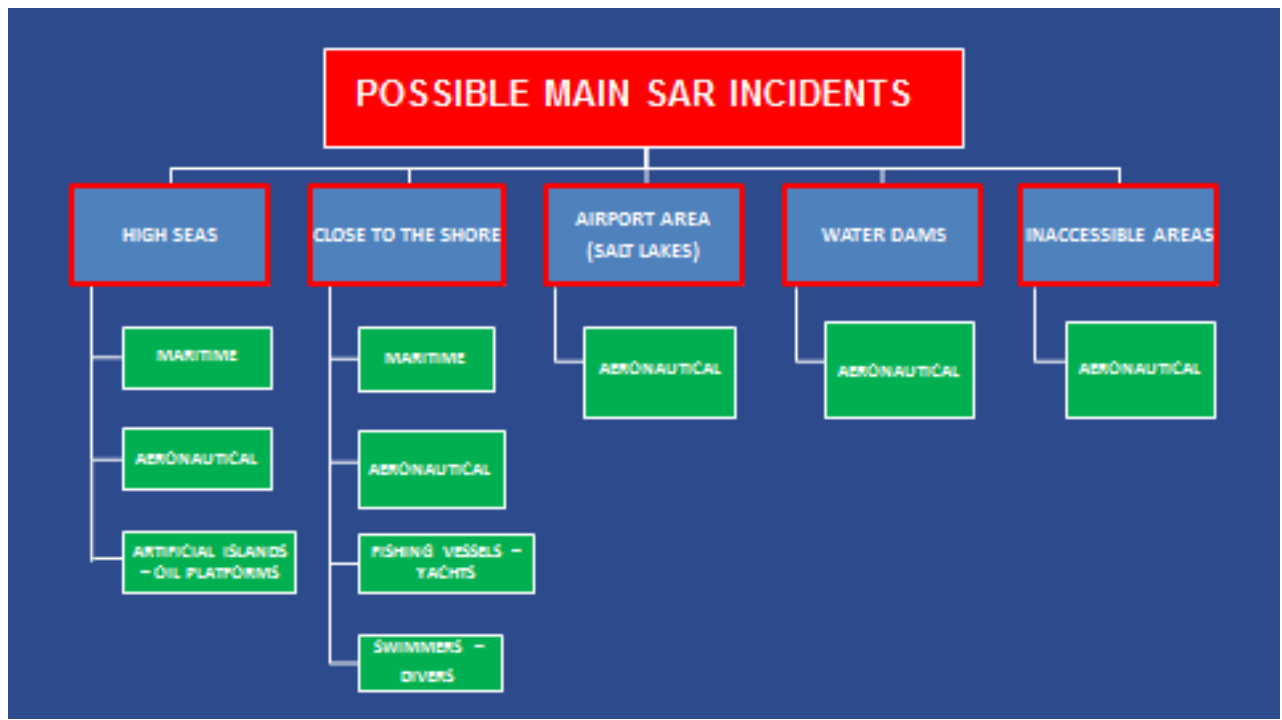 POSSIBLE MAIN SAR INCIDENTS
HIGH SEAS
MARITIME
AERONAUTICAL
ARTIFICIAL ISLANDS
– OIL PLATFORMS
CLOSE TO THE SHORE
MARITIME
AERONAUTICAL
FISHING VESSELS –
YACHTS
SWIMMERS –
DIVERS
AIRPORT AREA
(SALT LAKES)
AERONAUTICAL
WATER DAMS
AERONAUTICAL
INACCESSIBLE AREAS
AERONAUTICAL